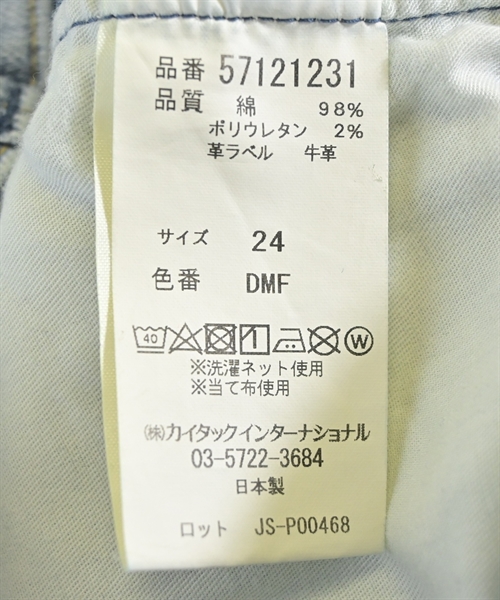 品番 57121231
品質 綿 98%
ポリウレタン 2%
革ラベル 牛革
サイズ 24
色番 DMF
40 W
※洗濯ネット使用
※当て布使用
㈱カイタックインターナショナル
03-5722-3684
日本製
ロット JS-P00468